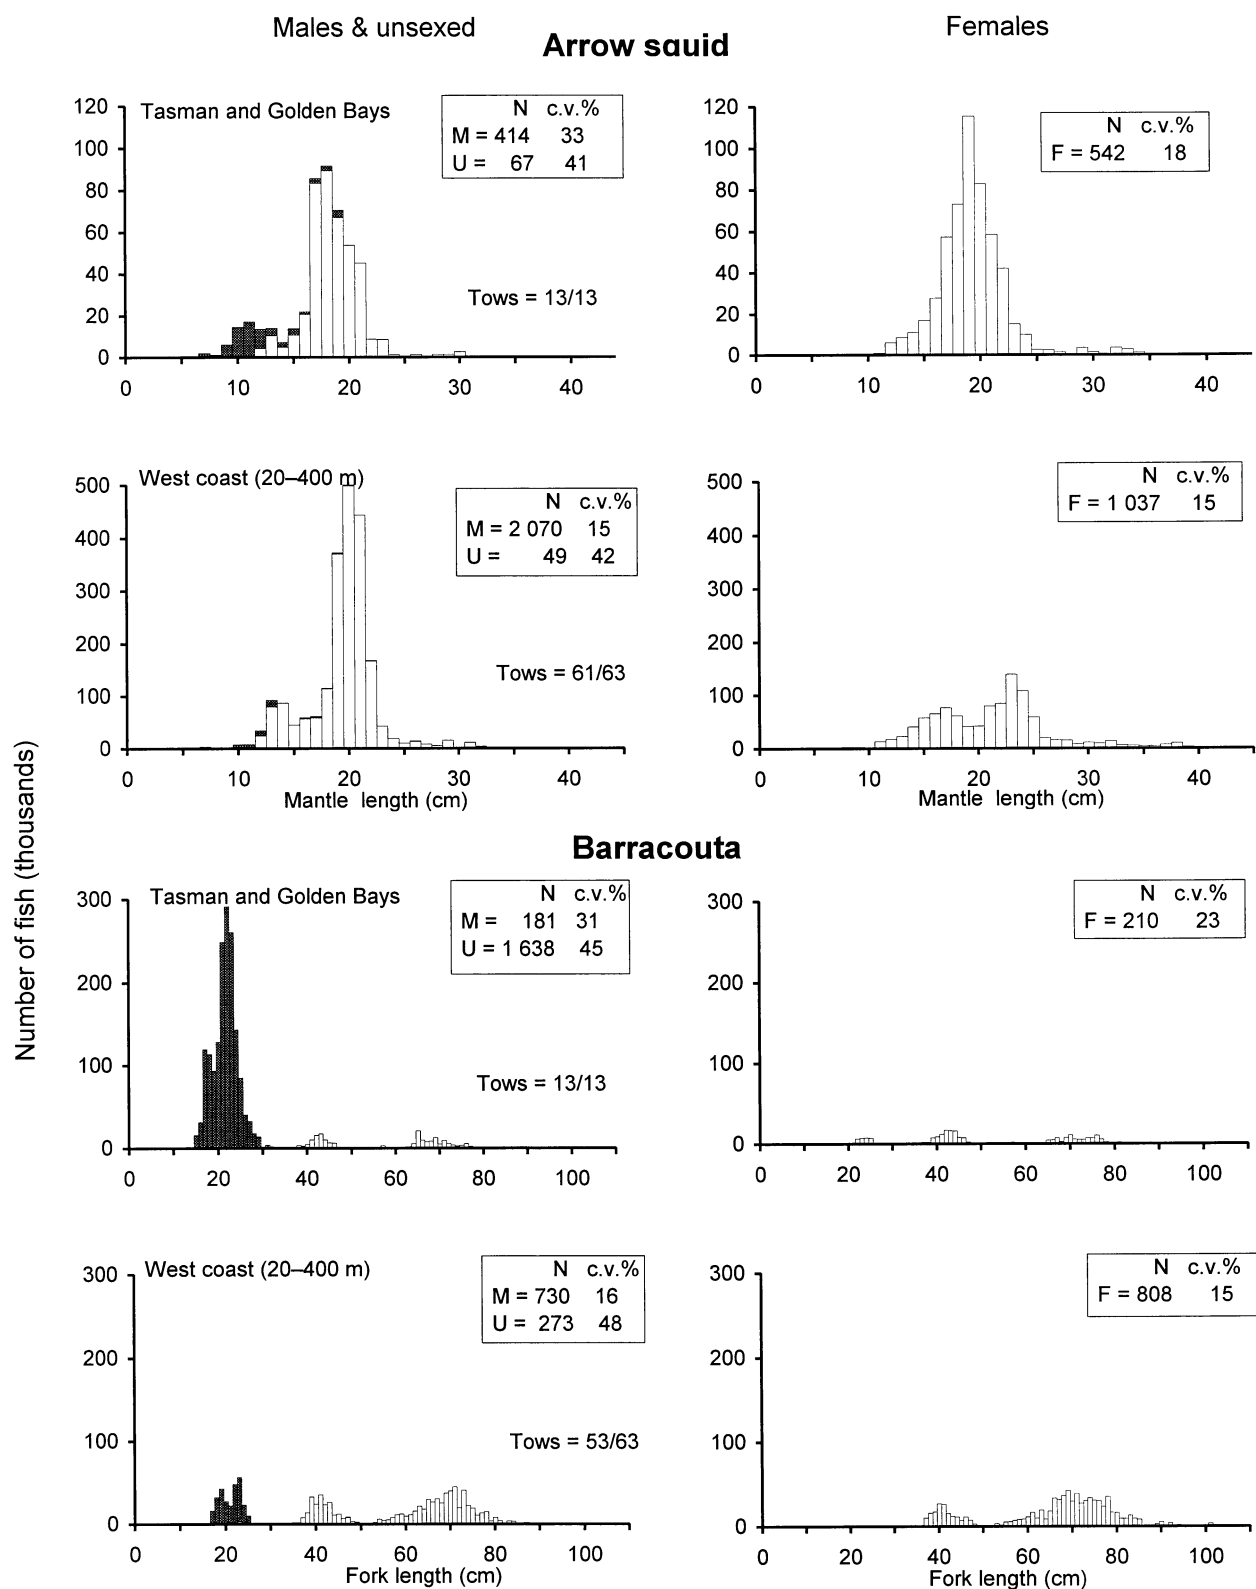 Males & unsexed
Females
Arrow squid
Tasman and Golden Bays
N c.v.%
M = 414 33
U = 67 41
Tows = 13/13
120
100
80
60
40
20
0
0 10 20 30 40
N c.v.%
F = 542 18
120
100
80
60
40
20
0
0 10 20 30 40
West coast (20–400 m)
N c.v.%
M = 2 070 15
U = 49 42
Tows = 61/63
500
400
300
200
100
0
0 10 20 30 40
Mantle length (cm)
N c.v.%
F = 1 037 15
500
400
300
200
100
0
0 10 20 30 40
Mantle length (cm)
Number of fish (thousands)
Barracouta
Tasman and Golden Bays
N c.v.%
M = 181 31
U = 1 638 45
Tows = 13/13
300
200
100
0
0 20 40 60 80 100
N c.v.%
F = 210 23
300
200
100
0
0 20 40 60 80 100
West coast (20–400 m)
N c.v.%
M = 730 16
U = 273 48
Tows = 53/63
300
200
100
0
0 20 40 60 80 100
Fork length (cm)
N c.v.%
F = 808 15
300
200
100
0
0 20 40 60 80 100
Fork length (cm)